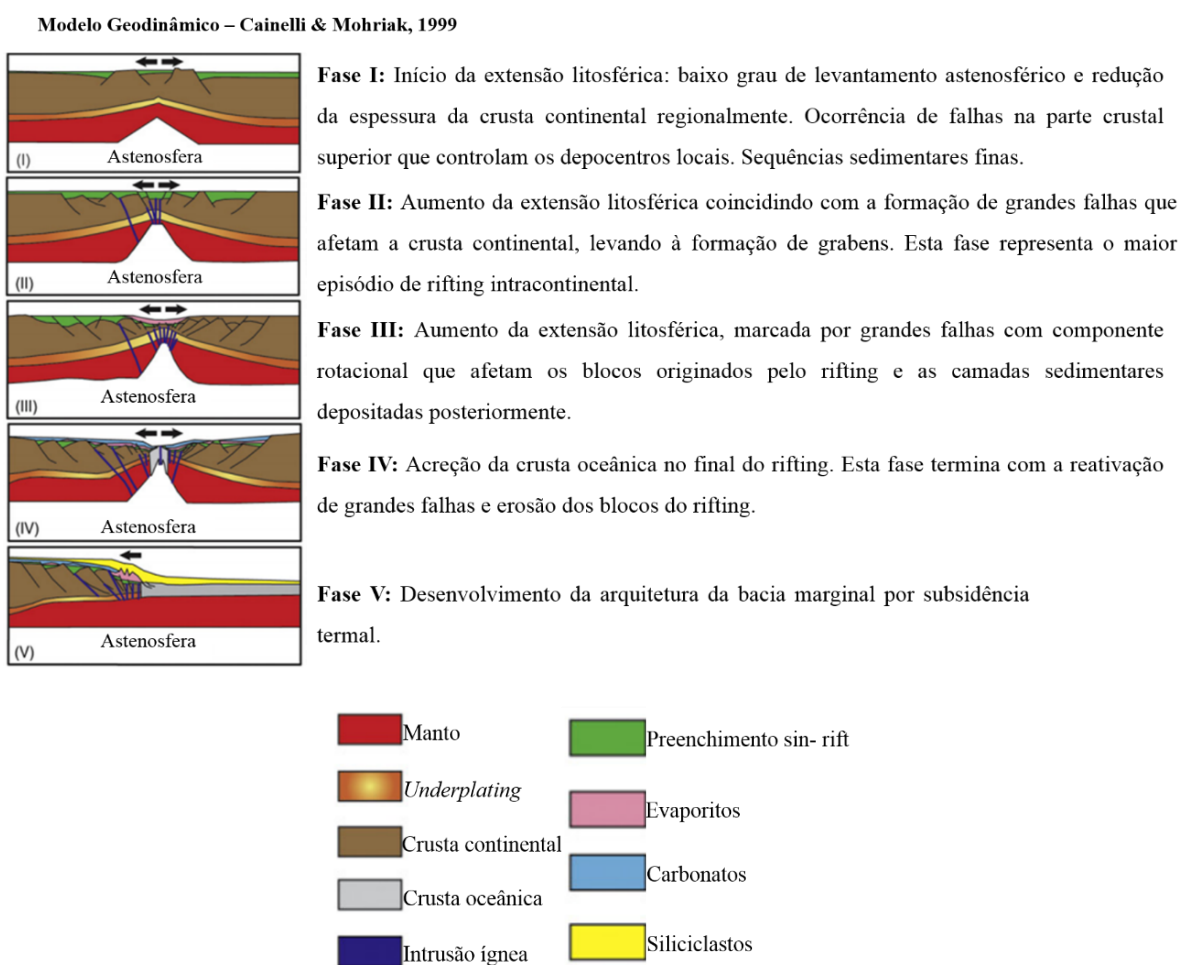 Modelo Geodinâmico – Cainelli & Mohriak, 1999
(I)
Astenosfera
Fase I: Início da extensão litosférica: baixo grau de levantamento astenosférico e redução
da espessura da crusta continental regionalmente. Ocorrência de falhas na parte crustal
superior que controlam os depocentros locais. Sequências sedimentares finas.
(II)
Astenosfera
Fase II: Aumento da extensão litosférica coincidindo com a formação de grandes falhas que
afetam a crusta continental, levando à formação de grabens. Esta fase representa o maior
episódio de rifting intracontinental.
(III)
Astenosfera
Fase III: Aumento da extensão litosférica, marcada por grandes falhas com componente
rotacional que afetam os blocos originados pelo rifting e as camadas sedimentares
depositadas posteriormente.
(IV)
Astenosfera
Fase IV: Acreção da crusta oceânica no final do rifting. Esta fase termina com a reativação
de grandes falhas e erosão dos blocos do rifting.
(V)
Astenosfera
Fase V: Desenvolvimento da arquitetura da bacia marginal por subsidência
termal.
Manto
Underplating
Crusta continental
Crusta oceânica
Intrusão ígnea
Preenchimento sin- rift
Evaporitos
Carbonatos
Siliciclastos